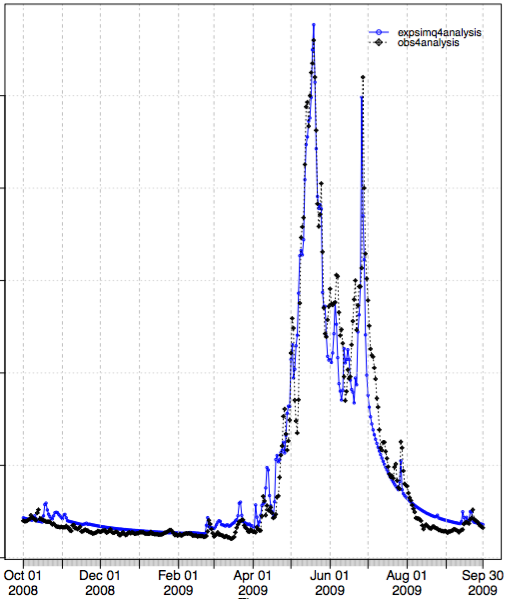 expsimq4analysis
obs4analysis
Oct 01 Dec 01 Feb 01 Apr 01 Jun 01 Aug 01 Sep 30
2008 2008 2009 2009 2009 2009 2009